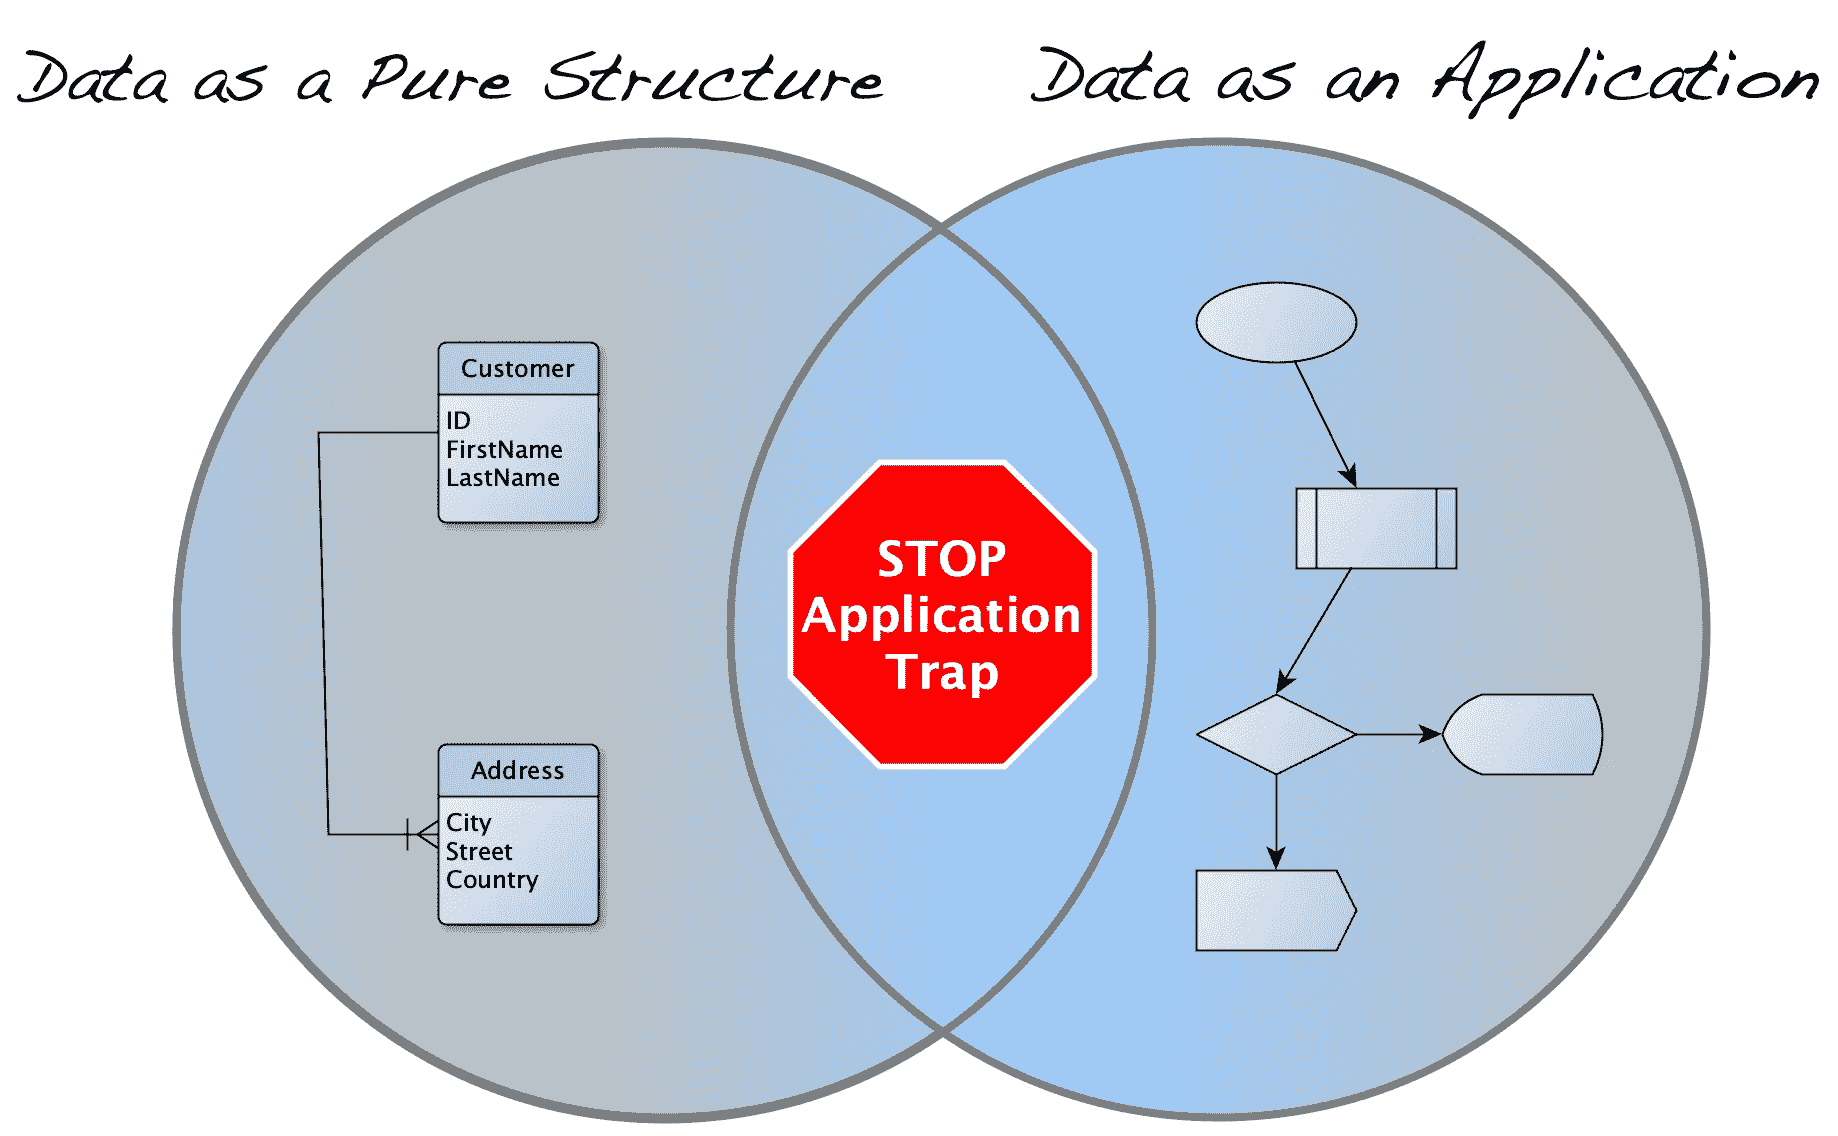 Data as a Pure Structure
Data as an Application
Customer
ID
FirstName
LastName
STOP
Application
Trap
Address
City
Street
Country